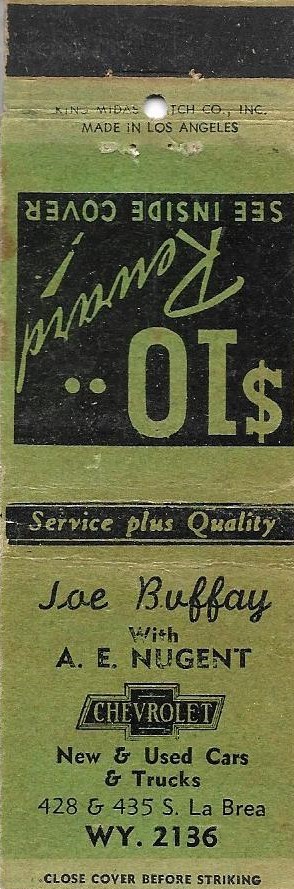 KING MIDAS TCH CO., INC.
MADE IN LOS ANGELES
$10..
Reward!
SEE INSIDE COVER
Service plus Quality
Joe Buffay
With
A. E. NUGENT
CHEVROLET
New & Used Cars
& Trucks
428 & 435 S. La Brea
WY. 2136
CLOSE COVER BEFORE STRIKING